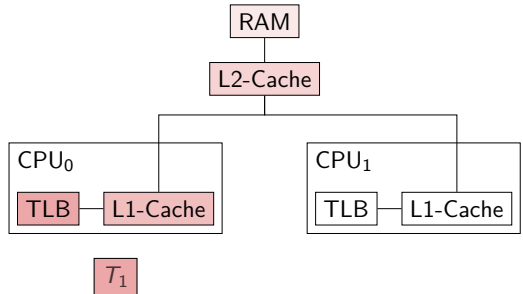 RAM
L2-Cache
CPU₀
CPU₁
TLB
L1-Cache
TLB
L1-Cache
T₁